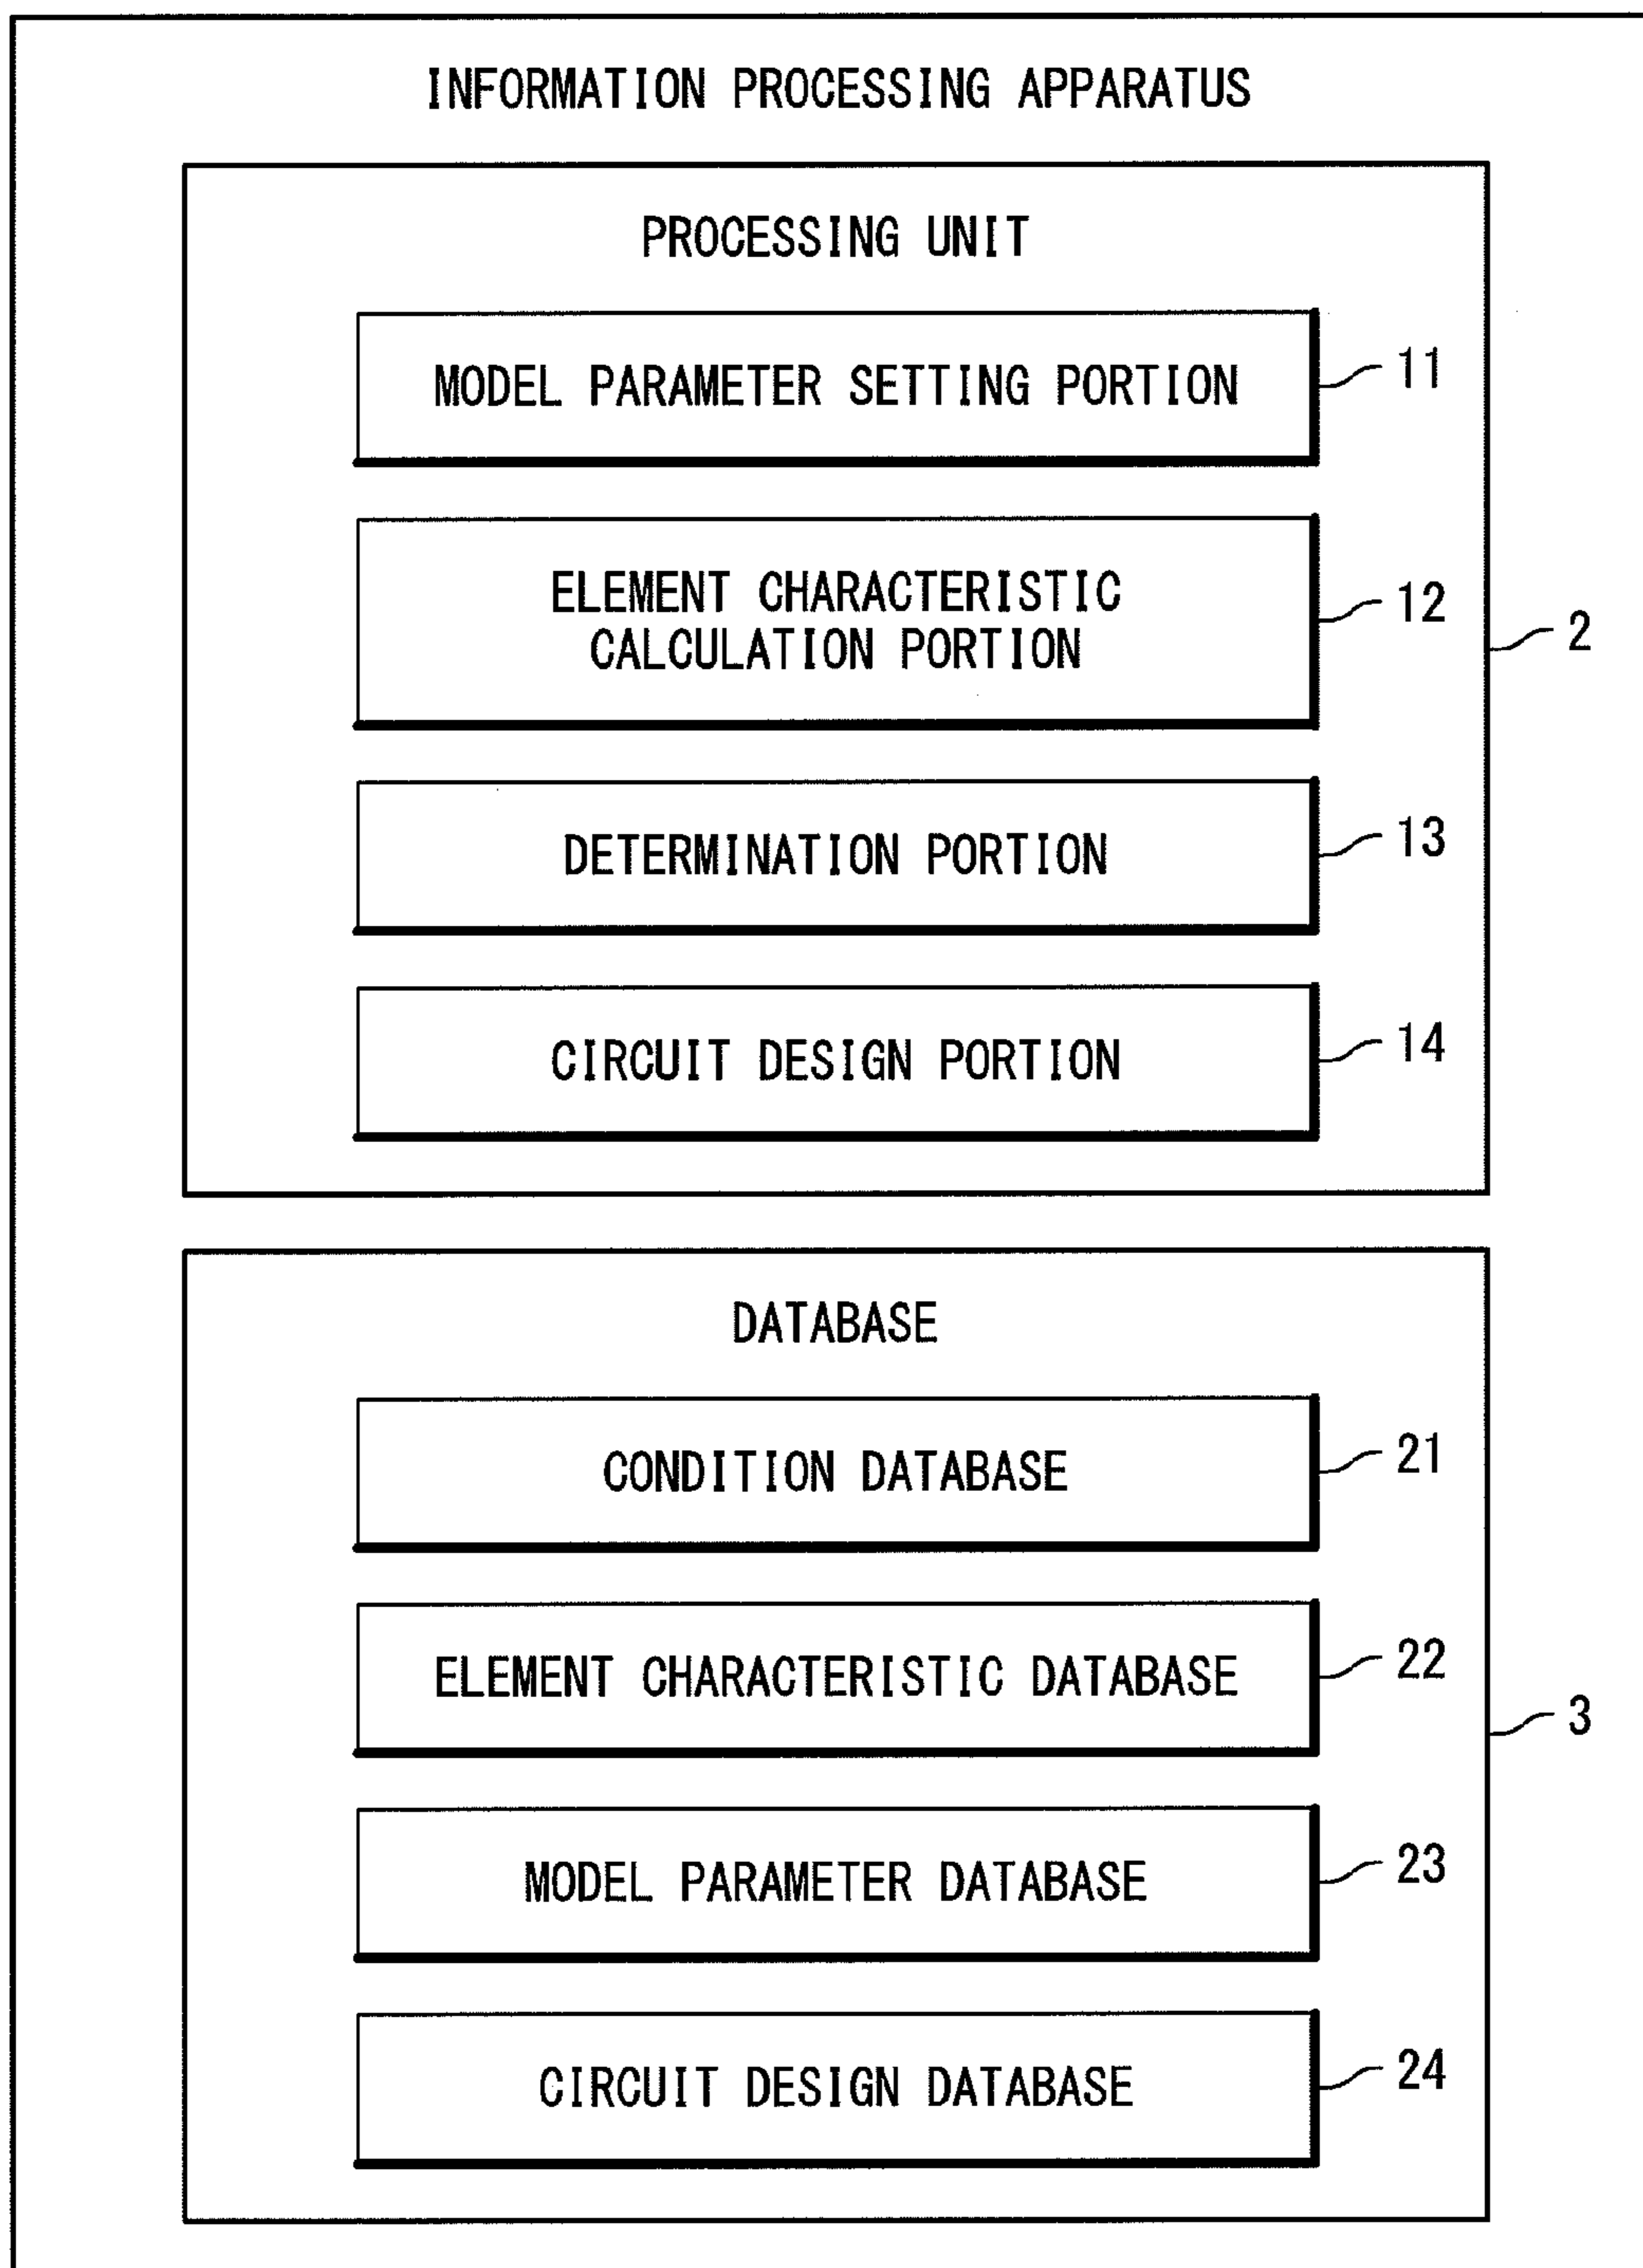 INFORMATION PROCESSING APPARATUS
PROCESSING UNIT
MODEL PARAMETER SETTING PORTION
11
ELEMENT CHARACTERISTIC
CALCULATION PORTION
12
2
DETERMINATION PORTION
13
CIRCUIT DESIGN PORTION
14
DATABASE
CONDITION DATABASE
21
ELEMENT CHARACTERISTIC DATABASE
22
3
MODEL PARAMETER DATABASE
23
CIRCUIT DESIGN DATABASE
24